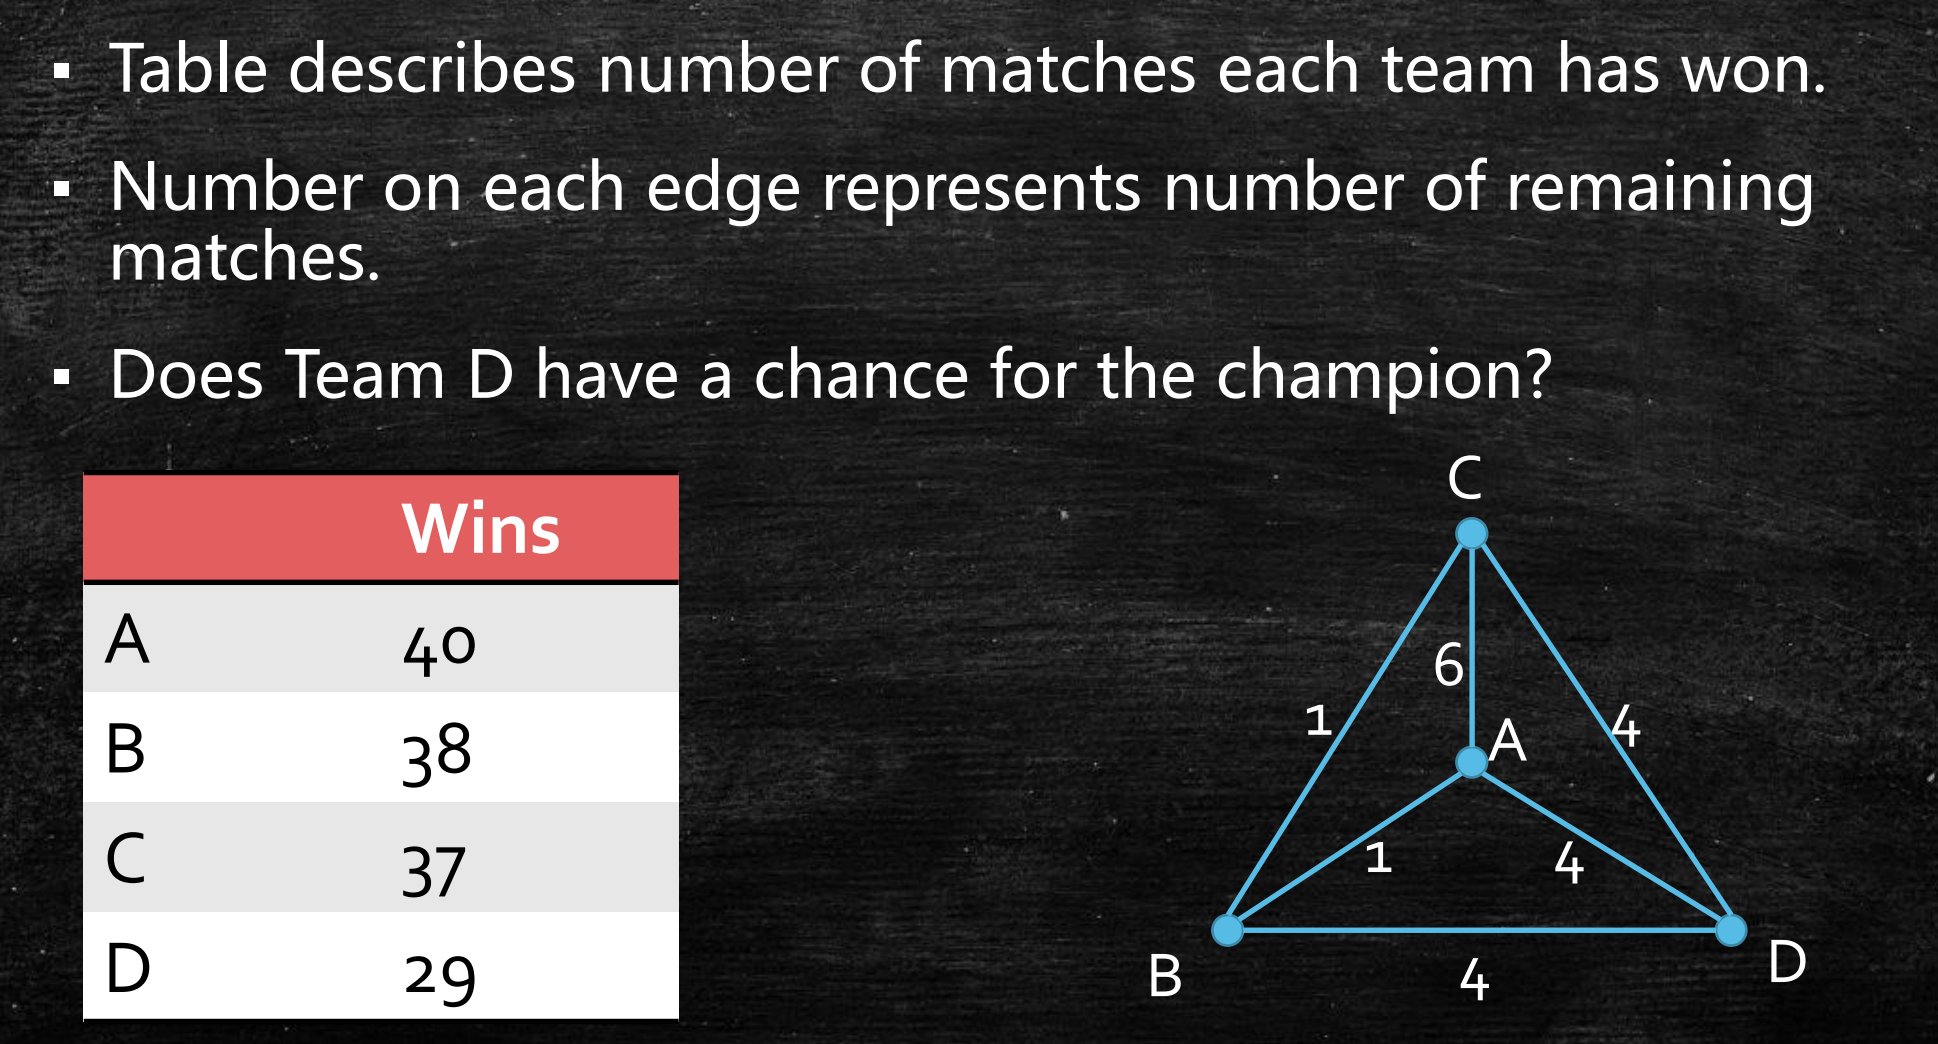 ▪ Table describes number of matches each team has won.
▪ Number on each edge represents number of remaining
matches.
▪ Does Team D have a chance for the champion?
Wins
A 40
B 38
C 37
D 29
C
6
1
4
A
1
4
B
4
D